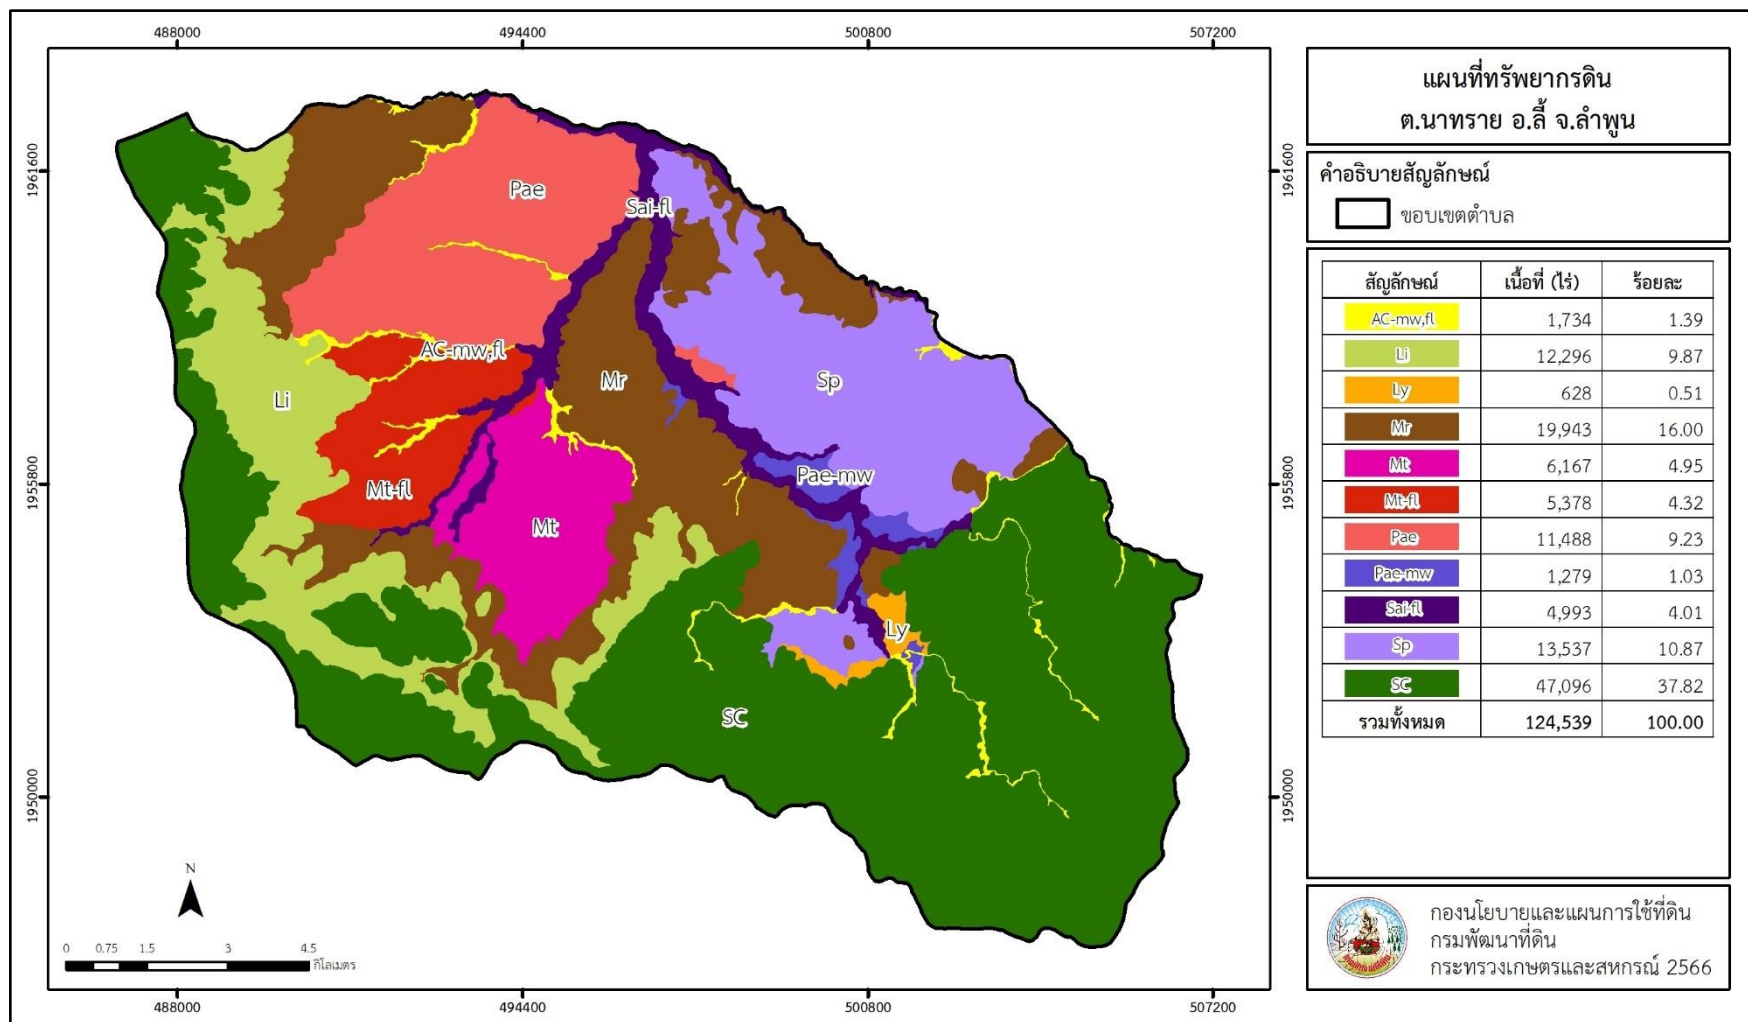 488000
494400
500800
507200
1961600
1955800
1950000
1961600
1955800
1950000
488000
494400
500800
507200
Pae
Sai-fl
AC-mw,fl
Li
Mr
Sp
Mt-fl
Pae-mw
Mt
Ly
SC
N
0 0.75 1.5 3 4.5
กิโลเมตร
แผนที่ทรัพยากรดิน
ต.นาทราย อ.ลี้ จ.ลำพูน
คำอธิบายสัญลักษณ์
ขอบเขตตำบล
สัญลักษณ์ เนื้อที่ (ไร่) ร้อยละ
AC-mw,fl 1,734 1.39
Li 12,296 9.87
Ly 628 0.51
Mr 19,943 16.00
Mt 6,167 4.95
Mt-fl 5,378 4.32
Pae 11,488 9.23
Pae-mw 1,279 1.03
Sai-fl 4,993 4.01
Sp 13,537 10.87
SC 47,096 37.82
รวมทั้งหมด 124,539 100.00
กองนโยบายและแผนการใช้ที่ดิน
กรมพัฒนาที่ดิน
กระทรวงเกษตรและสหกรณ์ 2566